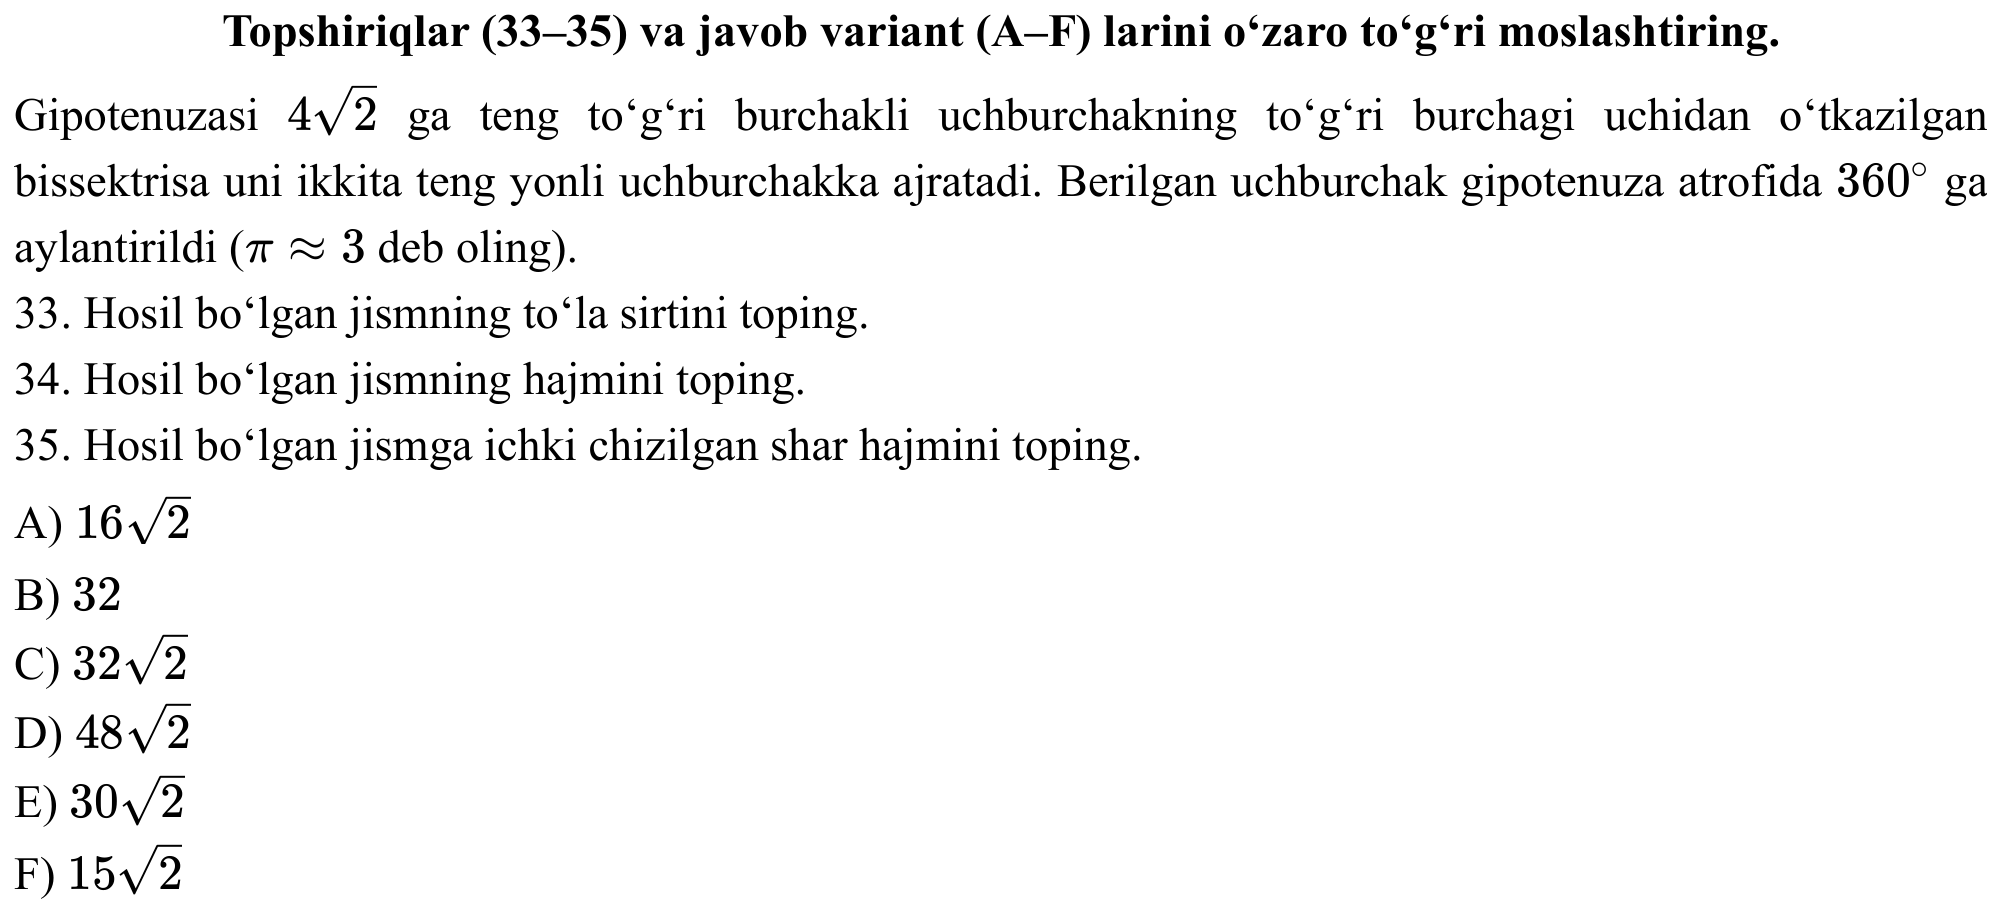 Topshiriqlar (33–35) va javob variant (A–F) larini o‘zaro to‘g‘ri moslashtiring.
Gipotenuzasi 4√2 ga teng to‘g‘ri burchakli uchburchakning to‘g‘ri burchagi uchidan o‘tkazilgan
bissektrisa uni ikkita teng yonli uchburchakka ajratadi. Berilgan uchburchak gipotenuza atrofida 360° ga
aylantirildi (π ≈ 3 deb oling).
33. Hosil bo‘lgan jismning to‘la sirtini toping.
34. Hosil bo‘lgan jismning hajmini toping.
35. Hosil bo‘lgan jismga ichki chizilgan shar hajmini toping.
A) 16√2
B) 32
C) 32√2
D) 48√2
E) 30√2
F) 15√2